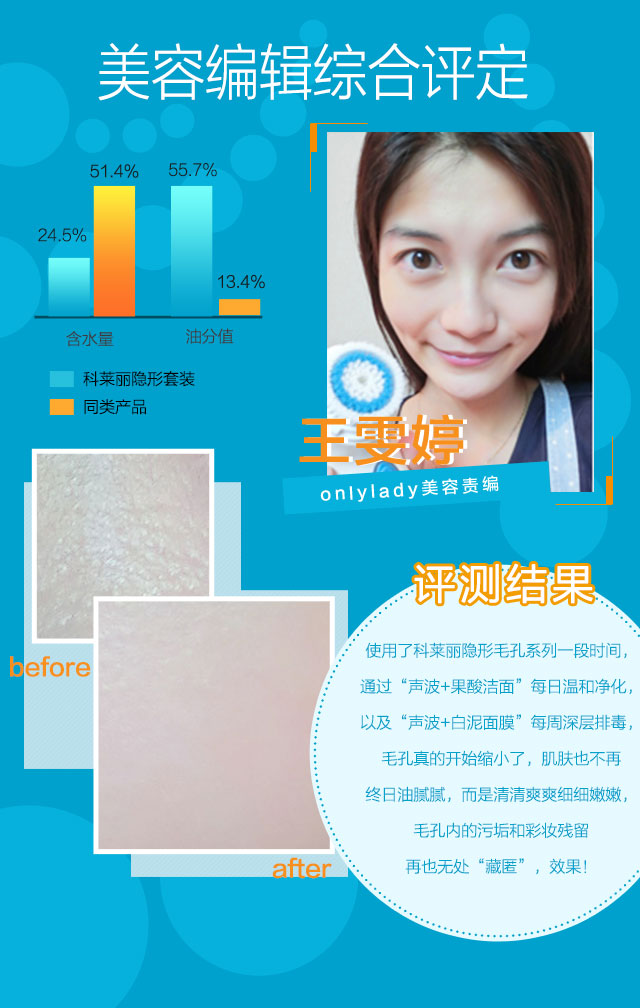 美容编辑综合评定
51.4%
55.7%
24.5%
13.4%
含水量
油分值
科莱丽隐形套装
同类产品
王雯婷
onlylady美容责编
before
after
评测结果
使用了科莱丽隐形毛孔系列一段时间，
通过“声波+果酸洁面”每日温和净化，
以及“声波+白泥面膜”每周深层排毒，
毛孔真的开始缩小了，肌肤也不再
终日油腻腻，而是清清爽爽细细嫩嫩，
毛孔内的污垢和彩妆残留
再也无处“藏匿”，效果！